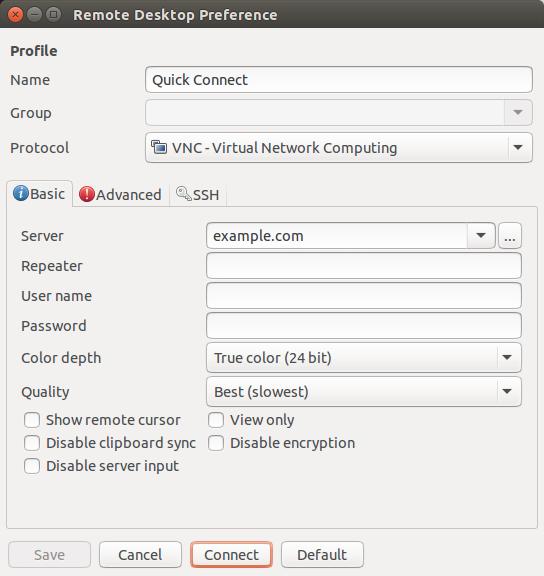 Remote Desktop Preference
Profile
Name Quick Connect
Group
Protocol VNC - Virtual Network Computing
Basic Advanced SSH
Server example.com ...
Repeater
User name
Password
Color depth True color (24 bit)
Quality Best (slowest)
Show remote cursor View only
Disable clipboard sync Disable encryption
Disable server input
Save Cancel Connect Default